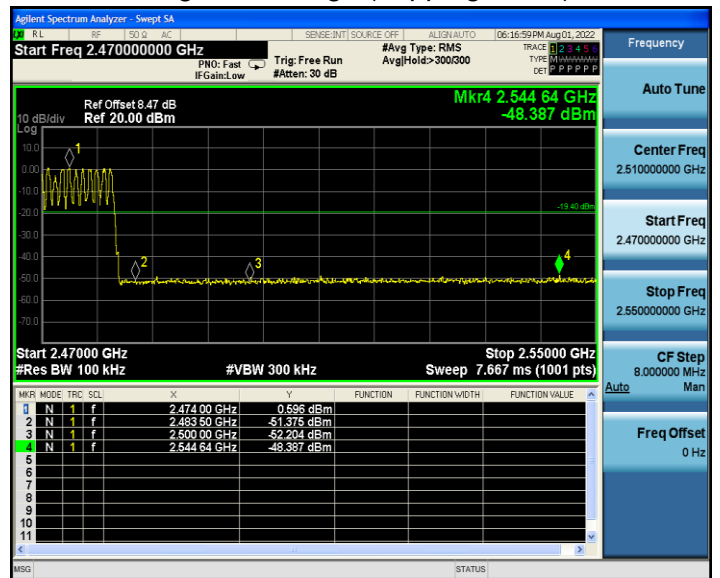 Agilent Spectrum Analyzer - Swept SA
RL RF 50 Ω AC SENSE:INT SOURCE OFF ALIGN AUTO 06:16:59 PM Aug 01, 2022
Start Freq 2.470000000 GHz
PNO: Fast
IFGain:Low
Trig: Free Run
#Atten: 30 dB
#Avg Type: RMS
Avg|Hold:>300/300
TRACE 1 2 3 4 5 6
TYPE M
DET P P P P P P
Ref Offset 8.47 dB
10 dB/div Ref 20.00 dBm
Log
Mkr4 2.544 64 GHz
-48.387 dBm
10.0
0.00
-10.0
-20.0
-30.0
-40.0
-50.0
-60.0
-70.0
1
2
3
4
-19.40 dBm
Start 2.47000 GHz Stop 2.55000 GHz
#Res BW 100 kHz #VBW 300 kHz Sweep 7.667 ms (1001 pts)
MKR MODE TRC SCL X Y FUNCTION FUNCTION WIDTH FUNCTION VALUE
1 N 1 f 2.474 00 GHz 0.596 dBm
2 N 1 f 2.483 50 GHz -51.375 dBm
3 N 1 f 2.500 00 GHz -52.204 dBm
4 N 1 f 2.544 64 GHz -48.387 dBm
5
6
7
8
9
10
11
MSG STATUS
Frequency
Auto Tune
Center Freq
2.510000000 GHz
Start Freq
2.470000000 GHz
Stop Freq
2.550000000 GHz
CF Step
8.000000 MHz
Auto Man
Freq Offset
0 Hz